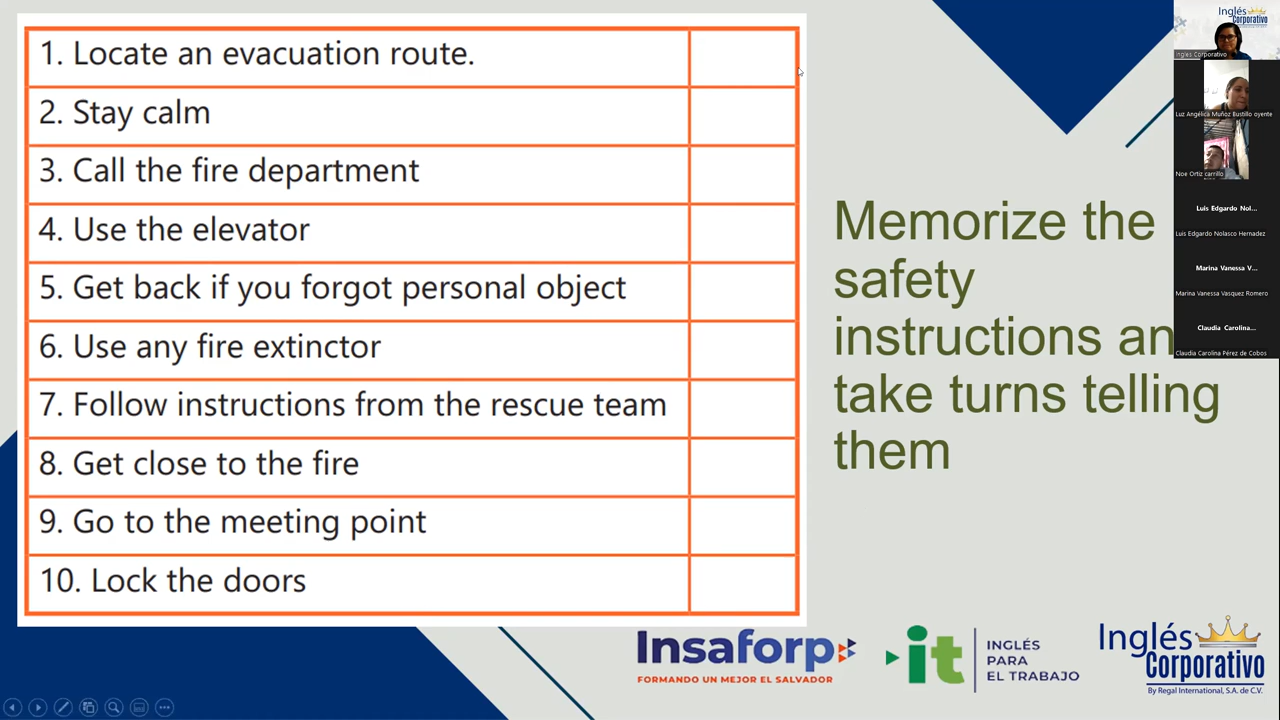 1. Locate an evacuation route.
2. Stay calm
3. Call the fire department
4. Use the elevator
5. Get back if you forgot personal object
6. Use any fire extinctor
7. Follow instructions from the rescue team
8. Get close to the fire
9. Go to the meeting point
10. Lock the doors
Memorize the
safety
instructions an
take turns telling
them
Insaforp
FORMANDO UN MEJOR EL SALVADOR
it
INGLÉS
PARA
EL TRABAJO
Inglés
Corporativo
By Regal International, S.A. de C.V.
Inglés
Corporativo
Inglés Corporativo
Luz Angélica Muñoz Bustillo oyente
Noe Ortiz carrillo
Luis Edgardo Nol...
Luis Edgardo Nolasco Hernadez
Marina Vanessa V...
Marina Vanessa Vasquez Romero
Claudia Carolina...
Claudia Carolina Pérez de Cobos